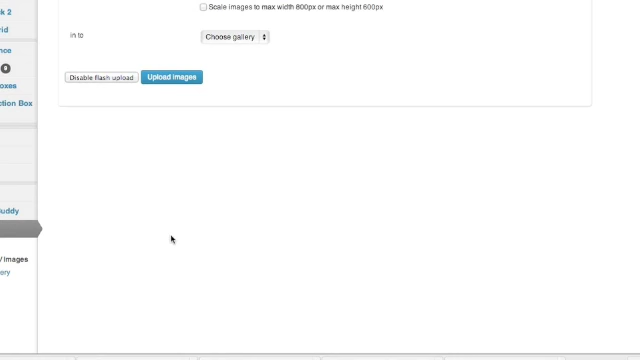 Scale images to max width 800px or max height 600px
k 2
rid
in to
Choose gallery
nce
0
Disable flash upload
Upload images
oxes
ction Box
uddy
/ Images
ery